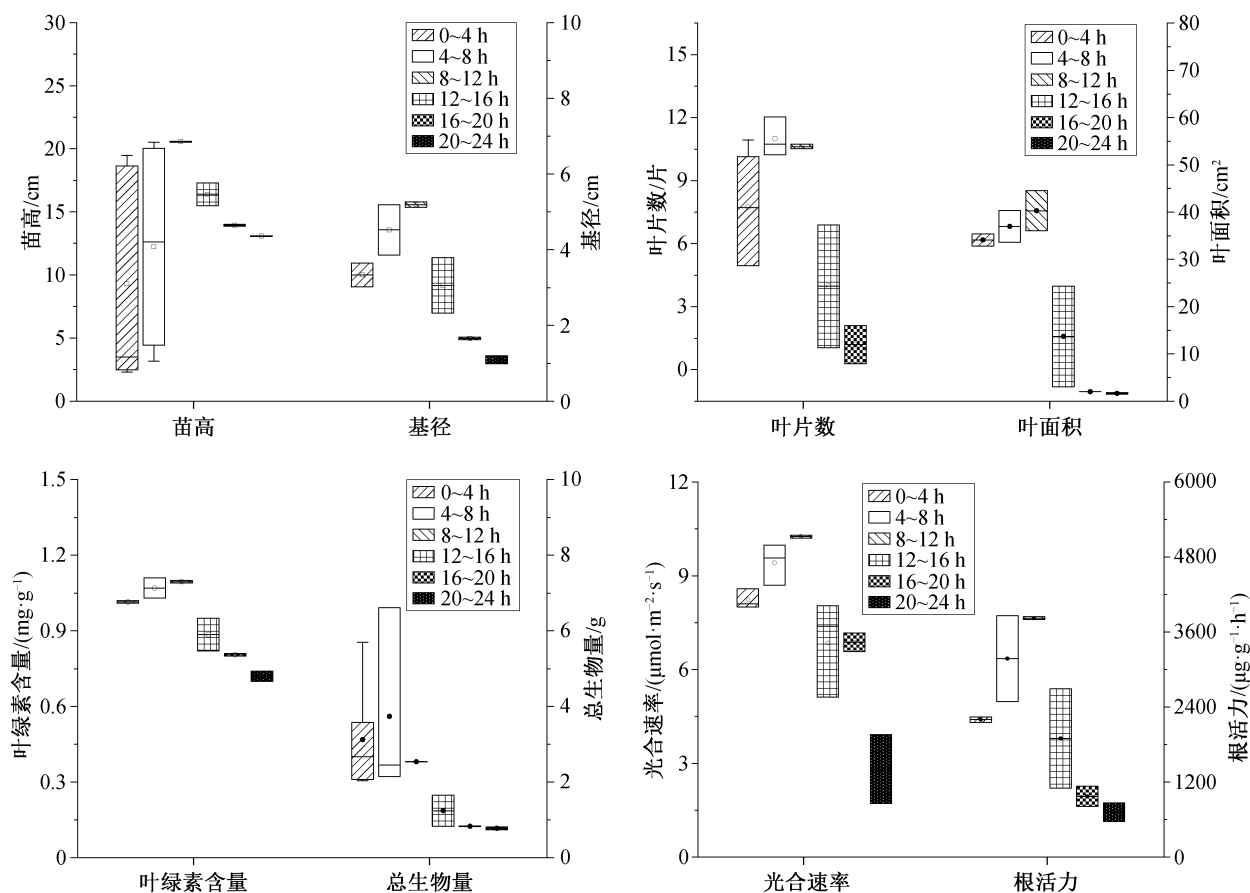 30
25
20
15
10
5
0
苗高/cm
10
8
6
4
2
0
基径/cm
0~4 h
4~8 h
8~12 h
12~16 h
16~20 h
20~24 h
苗高
基径
15
12
9
6
3
0
叶片数/片
80
70
60
50
40
30
20
10
0
叶面积/cm²
0~4 h
4~8 h
8~12 h
12~16 h
16~20 h
20~24 h
叶片数
叶面积
1.5
1.2
0.9
0.6
0.3
0
叶绿素含量/(mg·g⁻¹)
10
8
6
4
2
0
总生物量/g
0~4 h
4~8 h
8~12 h
12~16 h
16~20 h
20~24 h
叶绿素含量
总生物量
12
9
6
3
0
光合速率/(μmol·m⁻²·s⁻¹)
6000
4800
3600
2400
1200
0
根活力/(μg·g⁻¹·h⁻¹)
0~4 h
4~8 h
8~12 h
12~16 h
16~20 h
20~24 h
光合速率
根活力